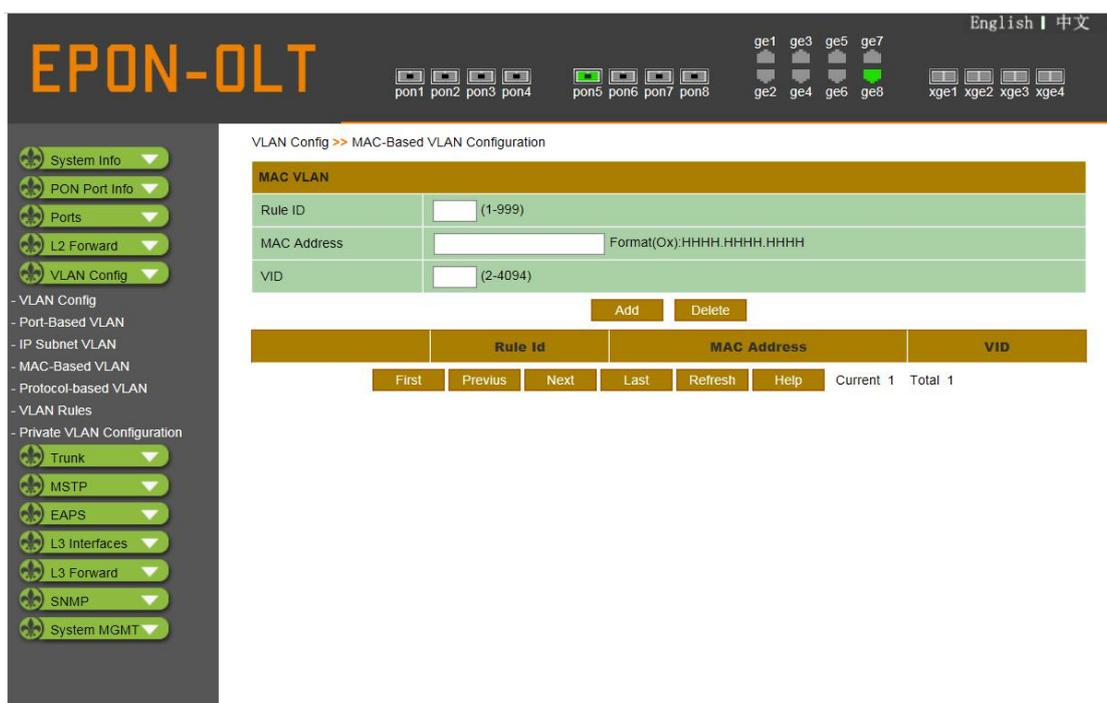 English | 中文
EPON-OLT
ge1 ge3 ge5 ge7
pon1 pon2 pon3 pon4 pon5 pon6 pon7 pon8 ge2 ge4 ge6 ge8 xge1 xge2 xge3 xge4
System Info
PON Port Info
Ports
L2 Forward
VLAN Config
- VLAN Config
- Port-Based VLAN
- IP Subnet VLAN
- MAC-Based VLAN
- Protocol-based VLAN
- VLAN Rules
- Private VLAN Configuration
Trunk
MSTP
EAPS
L3 Interfaces
L3 Forward
SNMP
System MGMT
VLAN Config >> MAC-Based VLAN Configuration
MAC VLAN
Rule ID (1-999)
MAC Address Format(Ox):HHHH.HHHH.HHHH
VID (2-4094)
Add Delete
Rule Id MAC Address VID
First Previus Next Last Refresh Help Current 1 Total 1